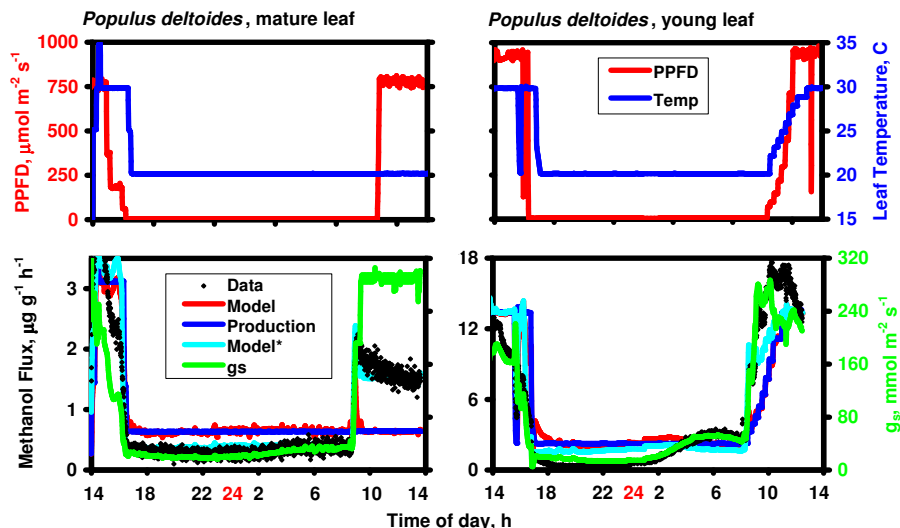 Populus deltoides, mature leaf
Populus deltoides, young leaf
PPFD, μmol m⁻² s⁻¹
1000
750
500
250
0
PPFD
Temp
35
30
25
20
15
Leaf Temperature, C
Methanol Flux, μg g⁻¹ h⁻¹
3
2
1
0
Data
Model
Production
Model*
gs
18
12
6
0
320
240
160
80
0
gₛ, mmol m⁻² s⁻¹
14 18 22 24 2 6 10 14
14 18 22 24 2 6 10 14
Time of day, h